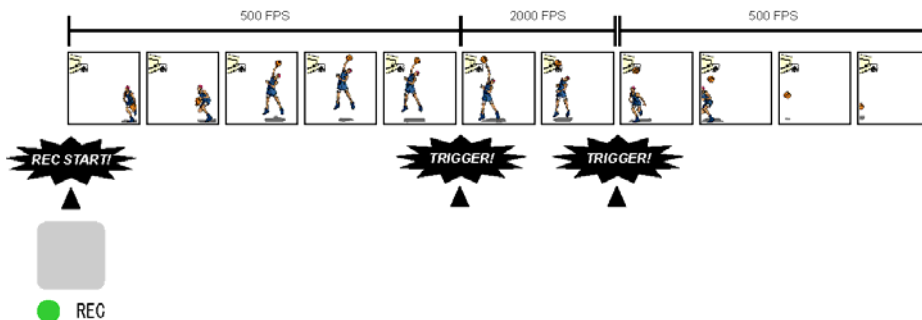 500 FPS 2000 FPS 500 FPS
REC START! TRIGGER! TRIGGER!
REC